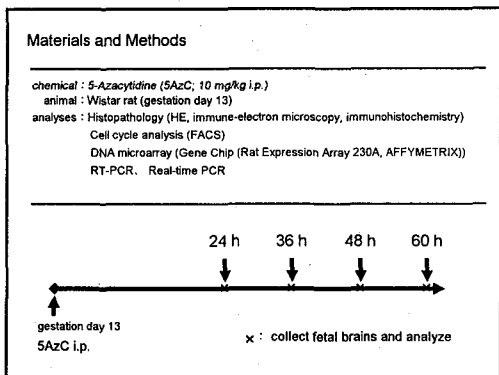 Materials and Methods
chemical : 5-Azacytidine (5AzC; 10 mg/kg i.p.)
animal : Wistar rat (gestation day 13)
analyses : Histopathology (HE, immune-electron microscopy, immunohistochemistry)
Cell cycle analysis (FACS)
DNA microarray (Gene Chip (Rat Expression Array 230A, AFFYMETRIX))
RT-PCR、 Real-time PCR
24 h 36 h 48 h 60 h
gestation day 13
5AzC i.p.
× : collect fetal brains and analyze